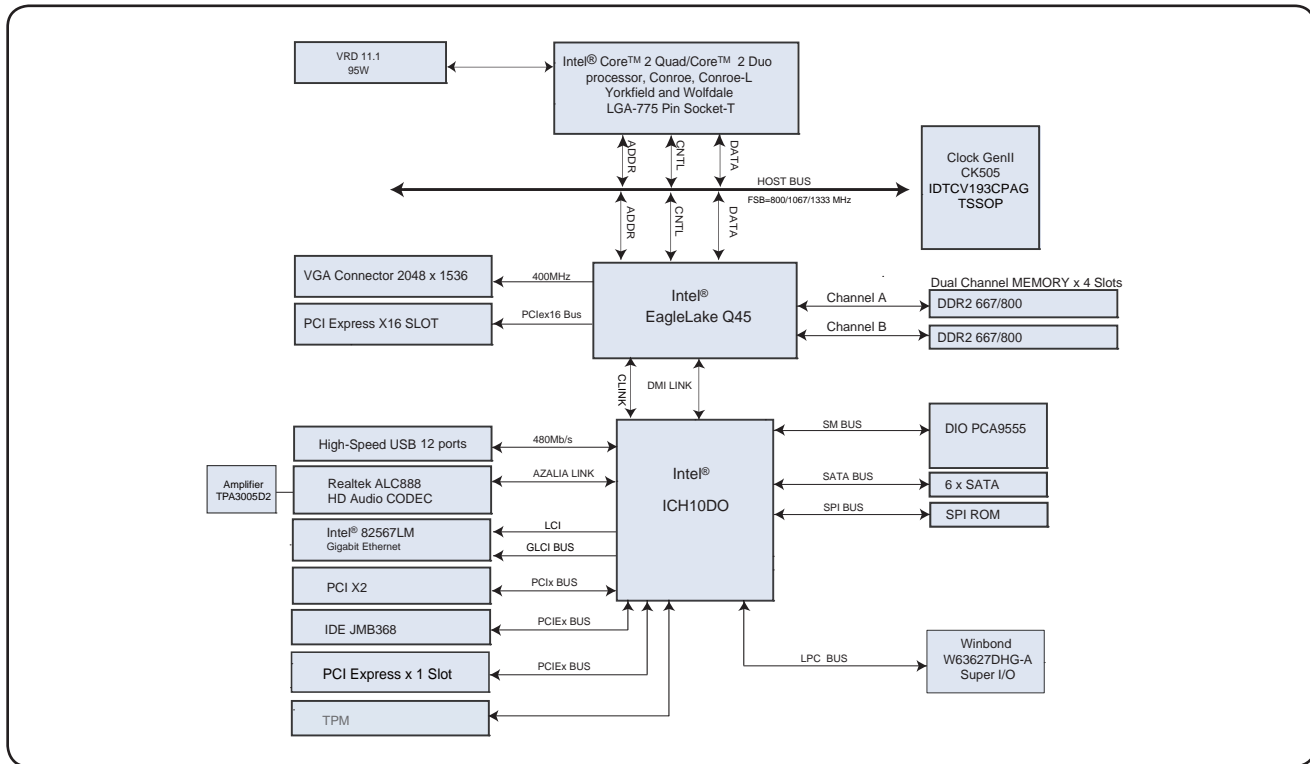 VRD 11.1
95W
Intel® Core™ 2 Quad/Core™ 2 Duo
processor, Conroe, Conroe-L
Yorkfield and Wolfdale
LGA-775 Pin Socket-T
ADDR
CNTL
DATA
HOST BUS
FSB=800/1067/1333 MHz
Clock GenII
CK505
IDTCV193CPAG
TSSOP
ADDR
CNTL
DATA
VGA Connector 2048 x 1536
400MHz
PCI Express X16 SLOT
PCIex16 Bus
Intel®
EagleLake Q45
Channel A
Channel B
Dual Channel MEMORY x 4 Slots
DDR2 667/800
DDR2 667/800
CLINK
DMI LINK
High-Speed USB 12 ports
480Mb/s
Amplifier
TPA3005D2
Realtek ALC888
HD Audio CODEC
AZALIA LINK
Intel® 82567LM
Gigabit Ethernet
LCI
GLCI BUS
PCI X2
PCIx BUS
IDE JMB368
PCIEx BUS
PCI Express x 1 Slot
PCIEx BUS
TPM
Intel®
ICH10DO
SM BUS
DIO PCA9555
SATA BUS
6 x SATA
SPI BUS
SPI ROM
LPC BUS
Winbond
W63627DHG-A
Super I/O